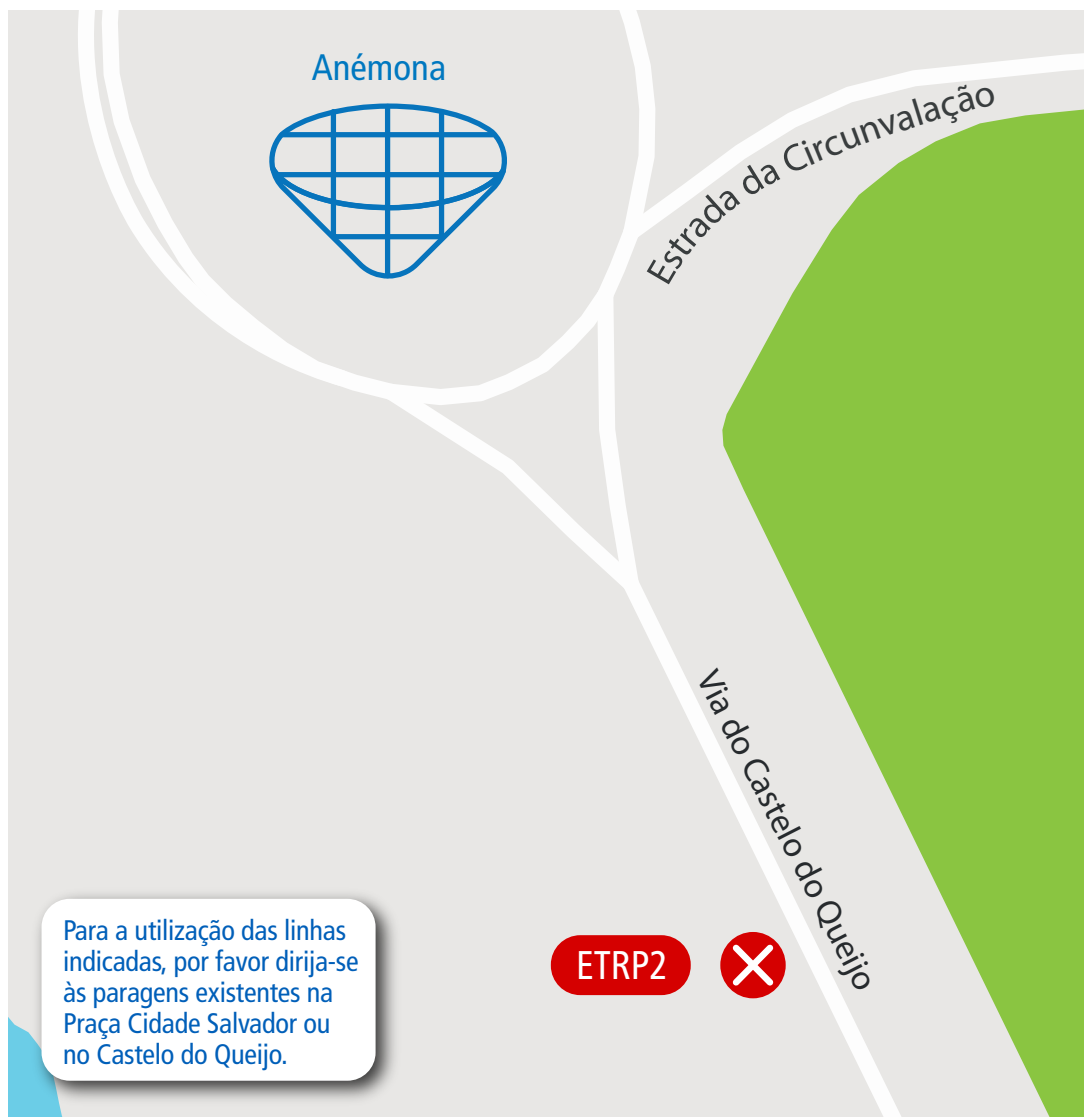 Anémona
Estrada da Circunvalação
Via do Castelo do Queijo
ETRP2
Para a utilização das linhas
indicadas, por favor dirija-se
às paragens existentes na
Praça Cidade Salvador ou
no Castelo do Queijo.